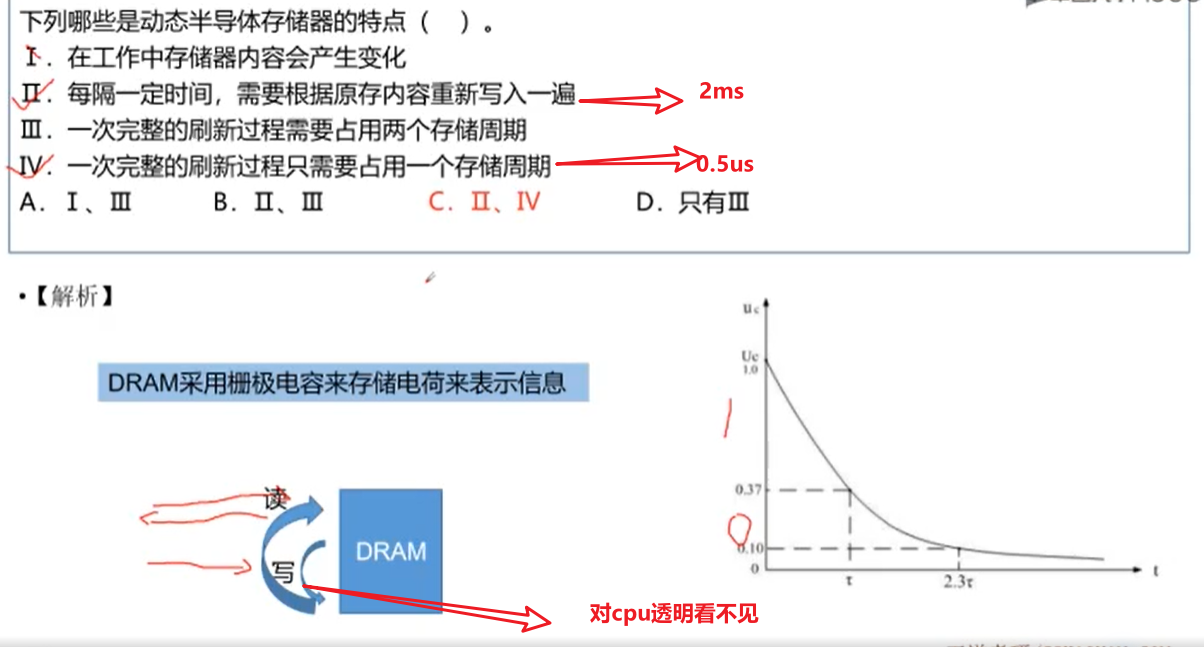 下列哪些是动态半导体存储器的特点（ ）。
Ⅰ．在工作中存储器内容会产生变化
Ⅱ．每隔一定时间，需要根据原存内容重新写入一遍 2ms
Ⅲ．一次完整的刷新过程需要占用两个存储周期
Ⅳ．一次完整的刷新过程只需要占用一个存储周期 0.5us
A．Ⅰ、Ⅲ B．Ⅱ、Ⅲ C．Ⅱ、Ⅳ D．只有Ⅲ
•【解析】
DRAM采用栅极电容来存储电荷来表示信息
uc
Uc
1.0
1
0.37
0
0.10
0
τ 2.3τ t
读
写
DRAM
对cpu透明看不见